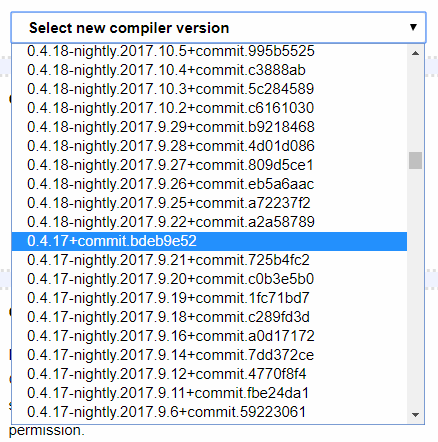 Select new compiler version
0.4.18-nightly.2017.10.5+commit.995b5525
0.4.18-nightly.2017.10.4+commit.c3888ab
0.4.18-nightly.2017.10.3+commit.5c284589
0.4.18-nightly.2017.10.2+commit.c6161030
0.4.18-nightly.2017.9.29+commit.b9218468
0.4.18-nightly.2017.9.28+commit.4d01d086
0.4.18-nightly.2017.9.27+commit.809d5ce1
0.4.18-nightly.2017.9.26+commit.eb5a6aac
0.4.18-nightly.2017.9.25+commit.a72237f2
0.4.18-nightly.2017.9.22+commit.a2a58789
0.4.17+commit.bdeb9e52
0.4.17-nightly.2017.9.21+commit.725b4fc2
0.4.17-nightly.2017.9.20+commit.c0b3e5b0
0.4.17-nightly.2017.9.19+commit.1fc71bd7
0.4.17-nightly.2017.9.18+commit.c289fd3d
0.4.17-nightly.2017.9.16+commit.a0d17172
0.4.17-nightly.2017.9.14+commit.7dd372ce
0.4.17-nightly.2017.9.12+commit.4770f8f4
0.4.17-nightly.2017.9.11+commit.fbe24da1
0.4.17-nightly.2017.9.6+commit.59223061
permission.